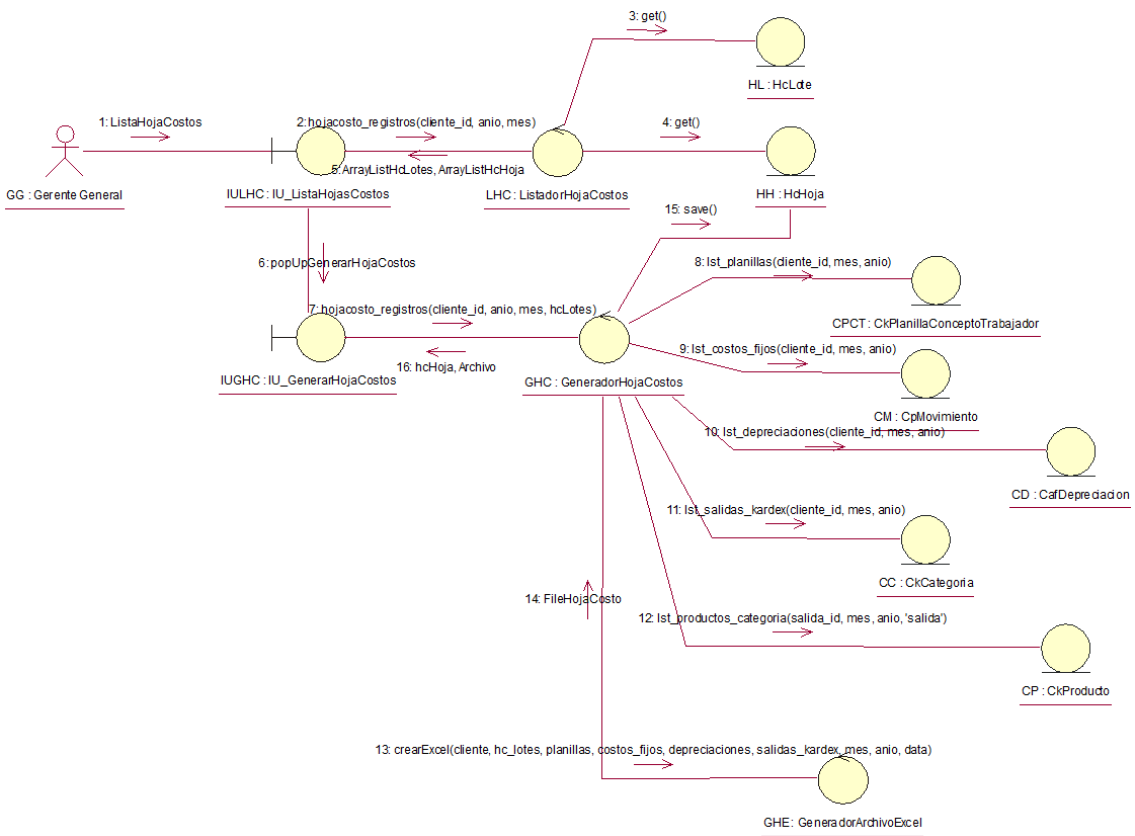 3: get()
HL : HcLote
1: ListaHojaCostos
2: hojacosto_registros(cliente_id, anio, mes)
4: get()
5: ArrayListHcLotes, ArrayListHcHoja
GG : Gerente General
IULHC : IU_ListaHojasCostos
LHC : ListadorHojaCostos
HH : HcHoja
15: save()
6: popUpGenerarHojaCostos
8: lst_planillas(cliente_id, mes, anio)
7: hojacosto_registros(cliente_id, anio, mes, hcLotes)
CPCT : CkPlanillaConceptoTrabajador
9: lst_costos_fijos(cliente_id, mes, anio)
16: hcHoja, Archivo
IUGHC : IU_GenerarHojaCostos
GHC : GeneradorHojaCostos
CM : CpMovimiento
10: lst_depreciaciones(cliente_id, mes, anio)
CD : CafDepreciacion
11: lst_salidas_kardex(cliente_id, mes, anio)
CC : CkCategoria
14: FileHojaCosto
12: lst_productos_categoria(salida_id, mes, anio, 'salida')
CP : CkProducto
13: crearExcel(cliente, hc_lotes, planillas, costos_fijos, depreciaciones, salidas_kardex, mes, anio, data)
GHE : GeneradorArchivoExcel